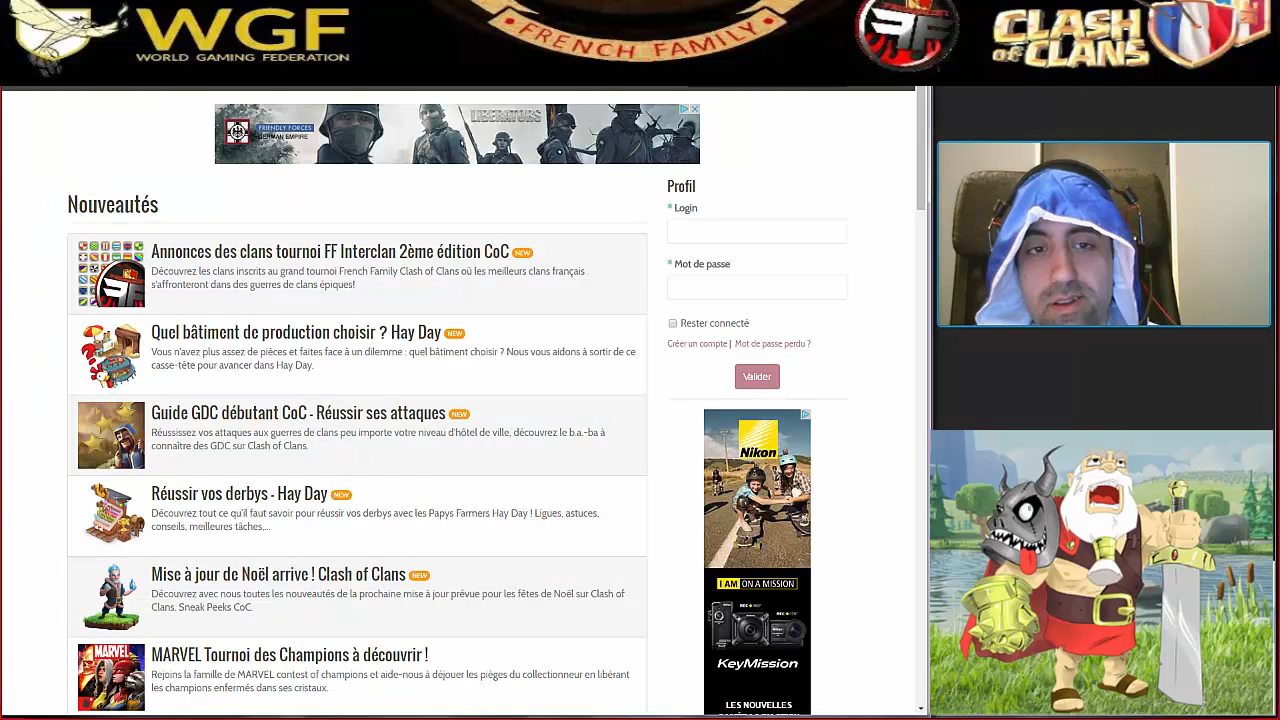 WGF
WORLD GAMING FEDERATION
FRENCH FAMILY
FF
CLASH
of CLANS
FRIENDLY FORCES
GERMAN EMPIRE
LIBERATORS
Nouveautés
Annonces des clans tournoi FF Interclan 2ème édition CoC NEW
Découvrez les clans inscrits au grand tournoi French Family Clash of Clans où les meilleurs clans français
s'affronteront dans des guerres de clans épiques!
Quel bâtiment de production choisir ? Hay Day NEW
Vous n'avez plus assez de pièces et faites face à un dilemme : quel bâtiment choisir ? Nous vous aidons à sortir de ce
casse-tête pour avancer dans Hay Day.
Guide GDC débutant CoC - Réussir ses attaques NEW
Réussissez vos attaques aux guerres de clans peu importe votre niveau d'hôtel de ville, découvrez le b.a.-ba à
connaître des GDC sur Clash of Clans.
Réussir vos derbys - Hay Day NEW
Découvrez tout ce qu'il faut savoir pour réussir vos derbys avec les Papys Farmers Hay Day ! Ligues, astuces,
conseils, meilleures tâches,...
Mise à jour de Noël arrive ! Clash of Clans NEW
Découvrez avec nous toutes les nouveautés de la prochaine mise à jour prévue pour les fêtes de Noël sur Clash of
Clans. Sneak Peeks CoC.
MARVEL
MARVEL Tournoi des Champions à découvrir !
Rejoins la famille de MARVEL contest of champions et aide-nous à déjouer les pièges du collectionneur en libérant
les champions enfermés dans ses cristaux.
Profil
* Login
* Mot de passe
Rester connecté
Créer un compte | Mot de passe perdu ?
Valider
Nikon
I AM ON A MISSION
KeyMission
LES NOUVELLES